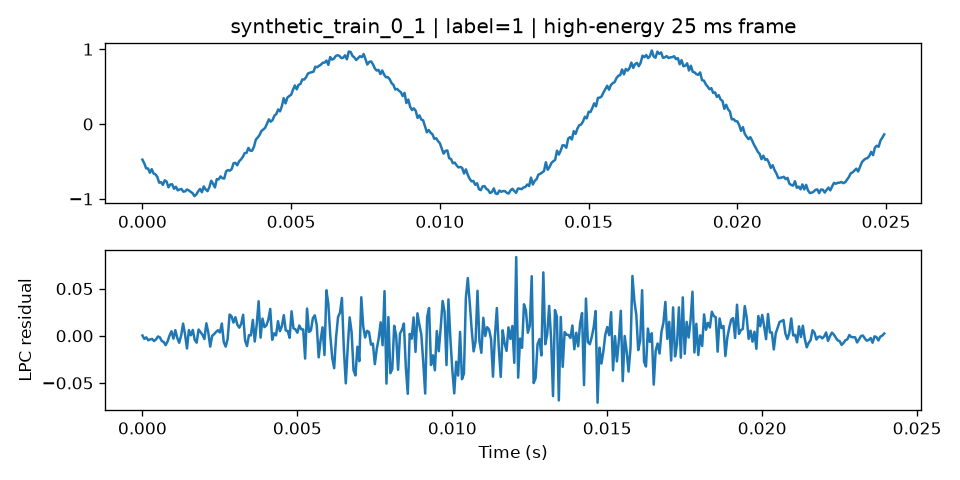 synthetic_train_0_1 | label=1 | high-energy 25 ms frame
1
0
−1
0.000 0.005 0.010 0.015 0.020 0.025
LPC residual
0.05
0.00
−0.05
0.000 0.005 0.010 0.015 0.020 0.025
Time (s)